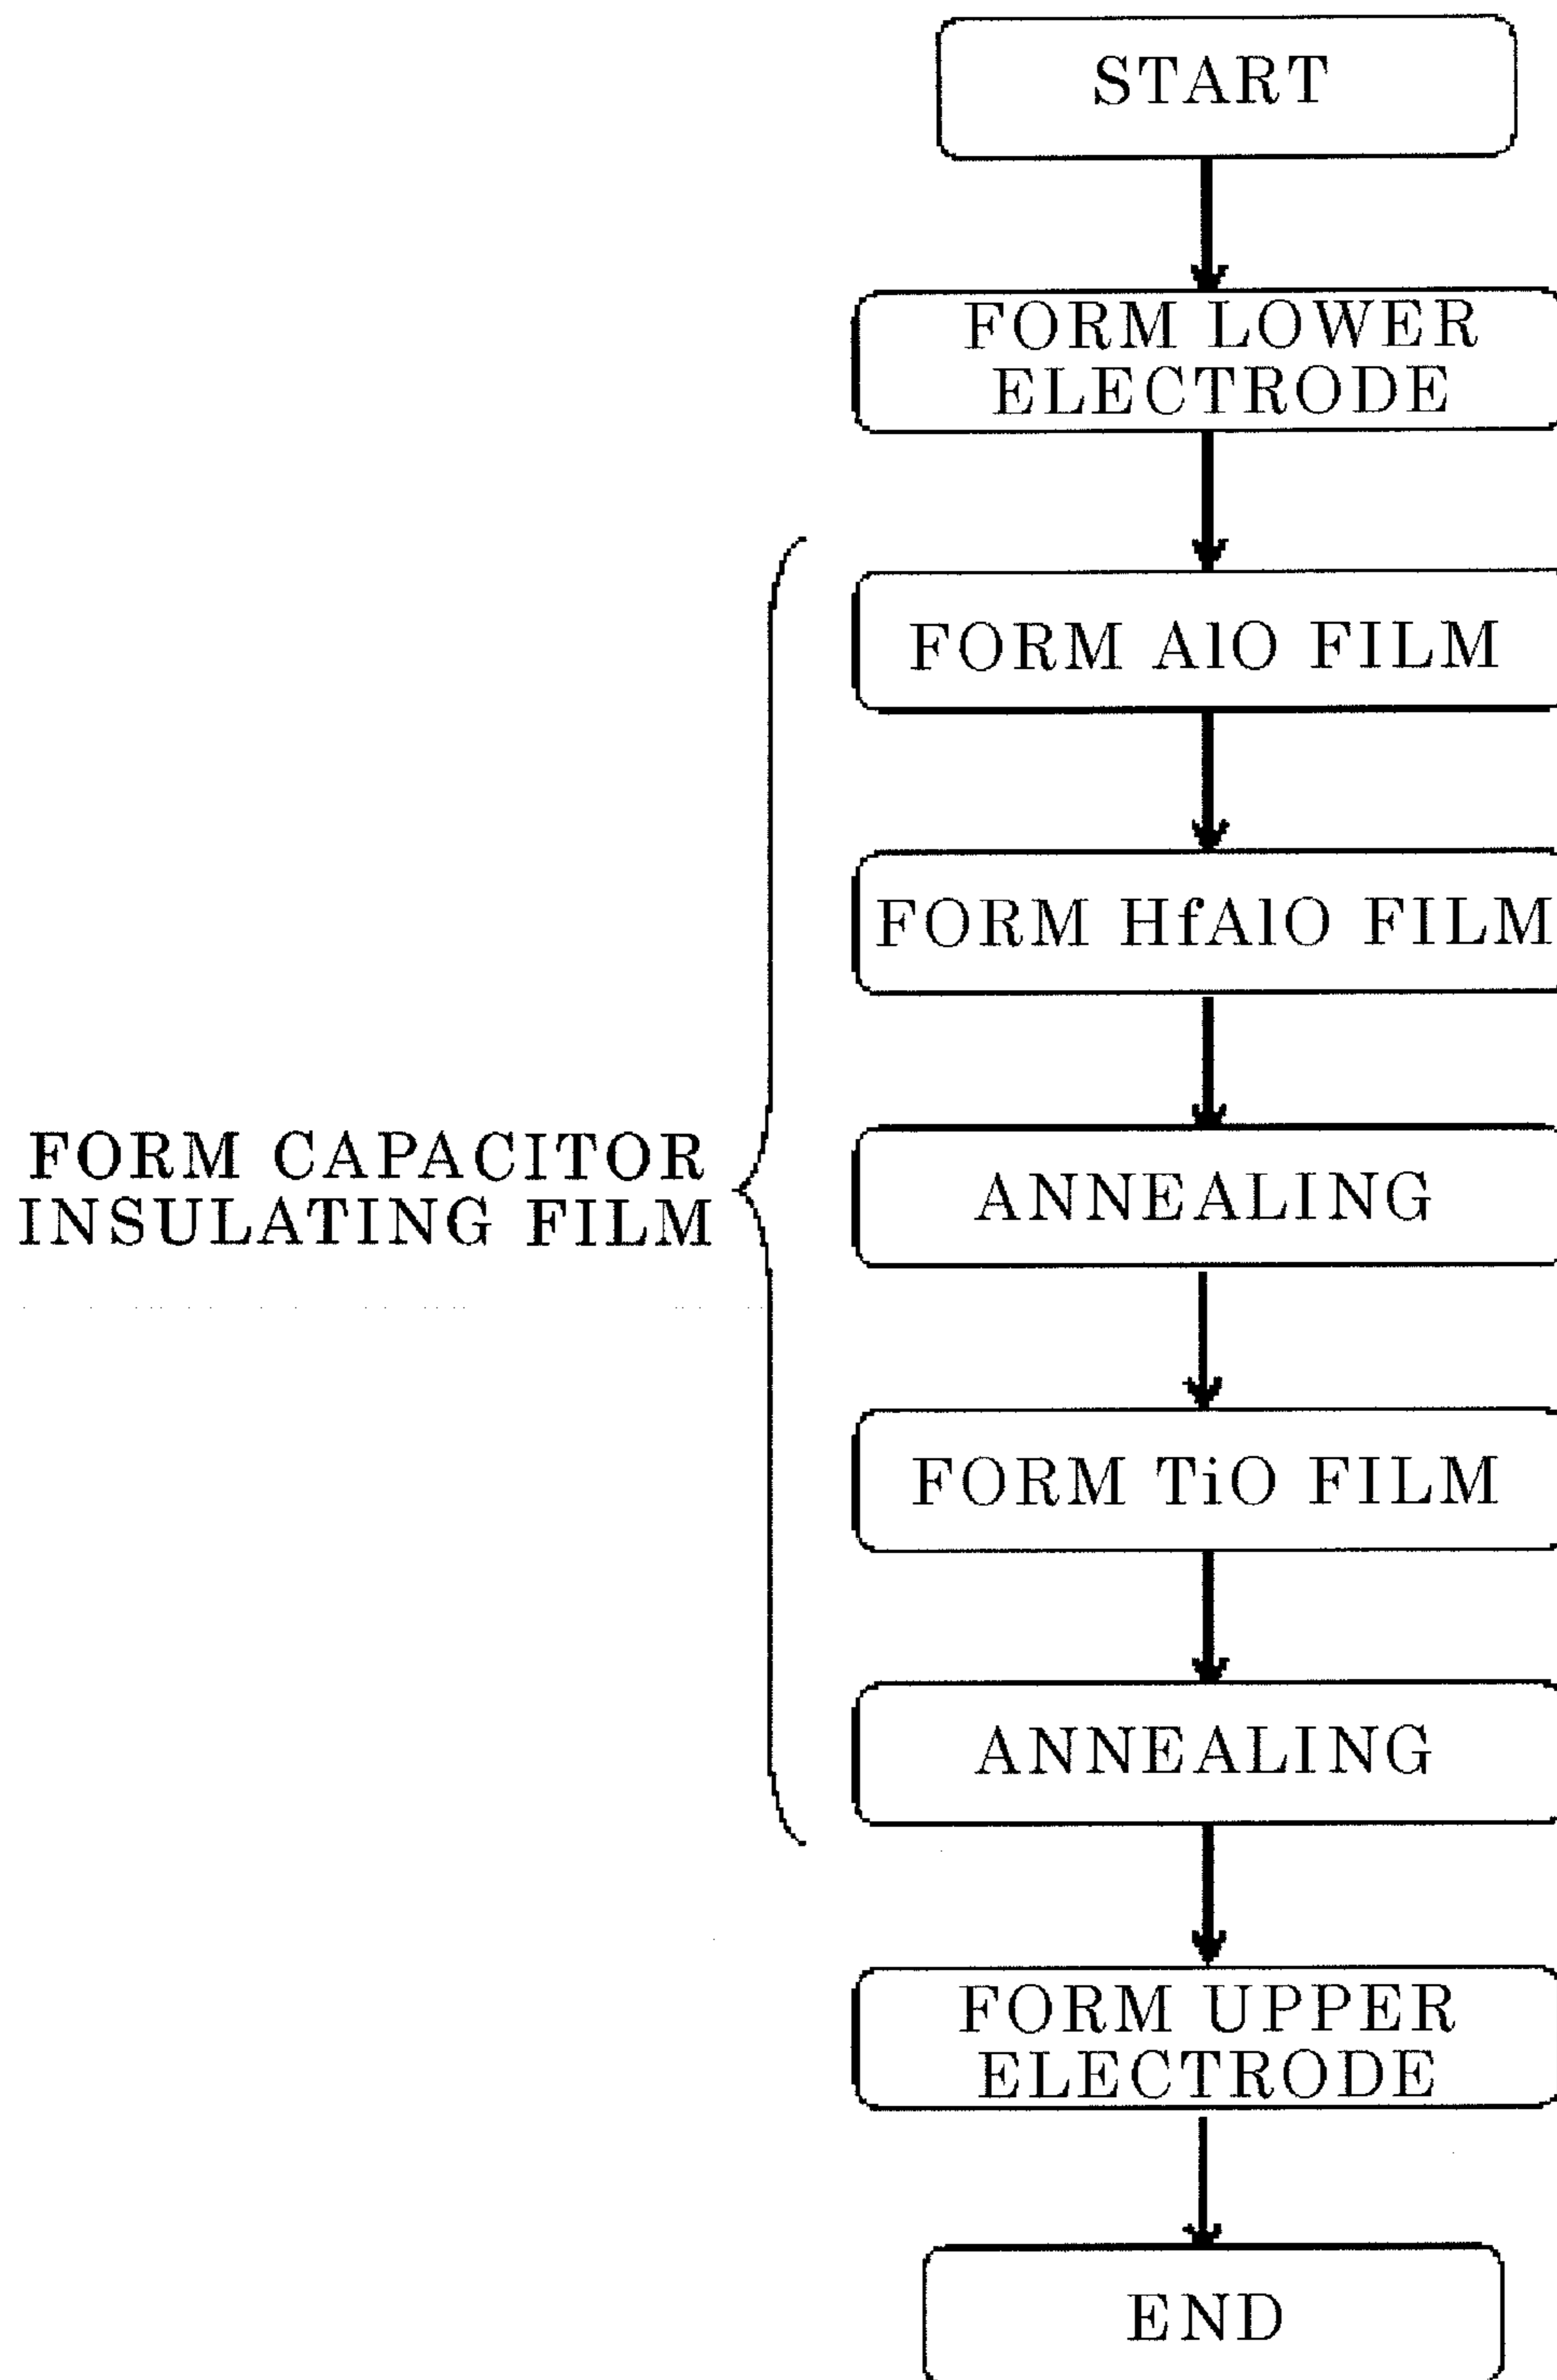 START
FORM LOWER
ELECTRODE
FORM AlO FILM
FORM HfAlO FILM
FORM CAPACITOR
INSULATING FILM
ANNEALING
FORM TiO FILM
ANNEALING
FORM UPPER
ELECTRODE
END